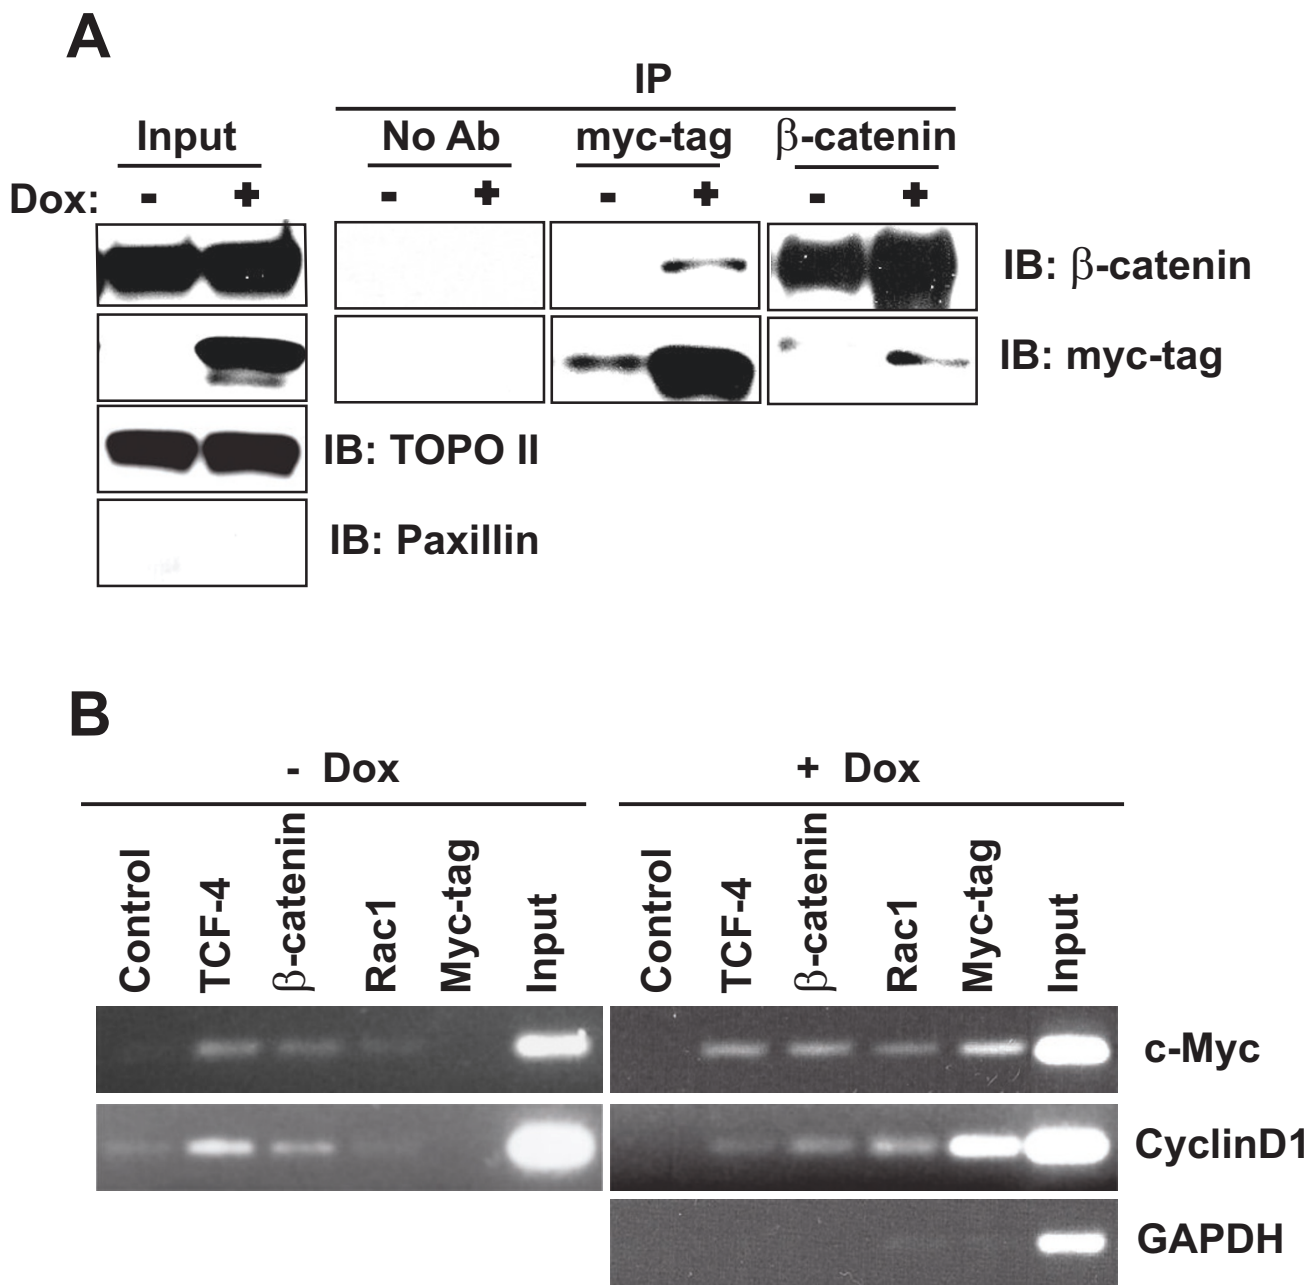 A
IP
Input No Ab myc-tag β-catenin
Dox: - + - + - + - +
IB: β-catenin
IB: myc-tag
IB: TOPO II
IB: Paxillin
B
- Dox + Dox
Control TCF-4 β-catenin Rac1 Myc-tag Input Control TCF-4 β-catenin Rac1 Myc-tag Input
c-Myc
CyclinD1
GAPDH